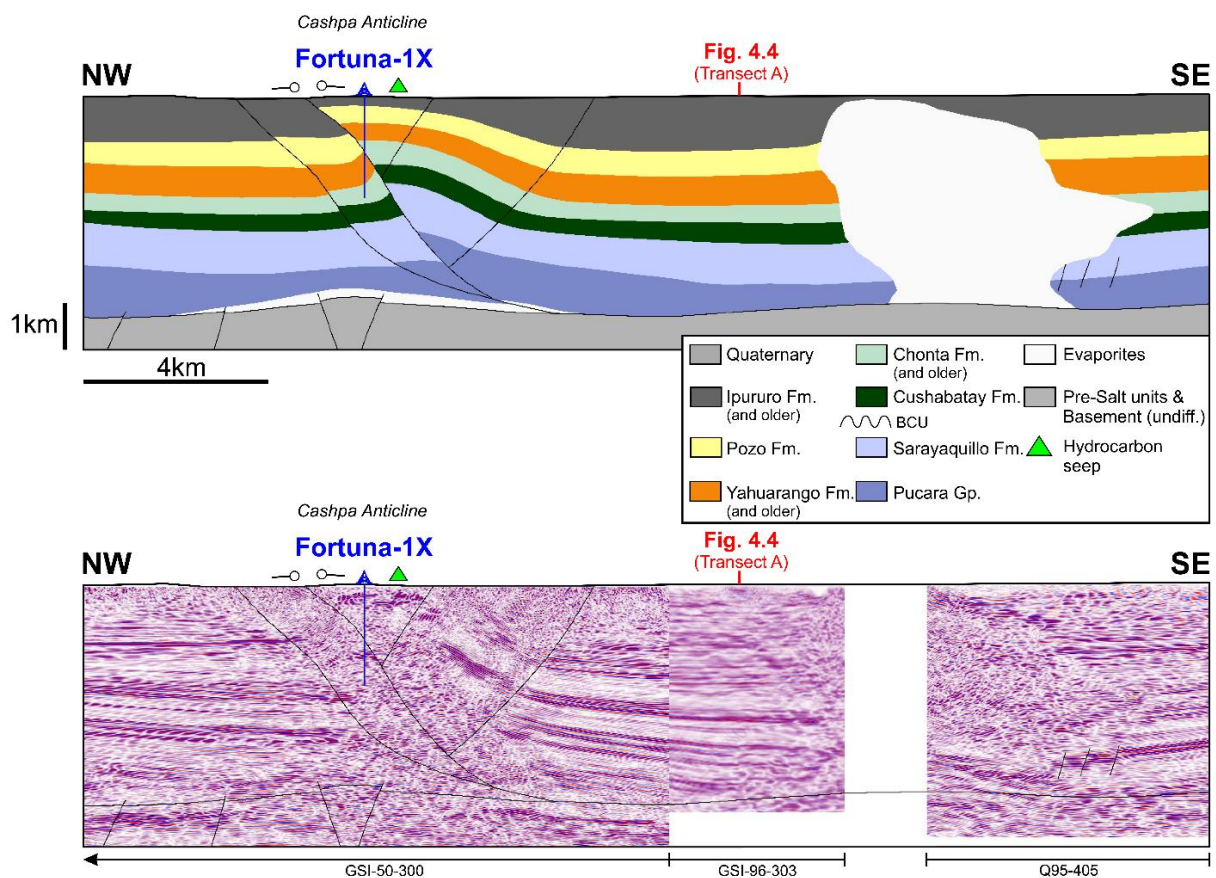 Cashpa Anticline
Fortuna-1X
Fig. 4.4
(Transect A)
NW
SE
1km
4km
Quaternary
Ipururo Fm.
(and older)
Pozo Fm.
Yahuarango Fm.
(and older)
Chonta Fm.
(and older)
Cushabatay Fm.
BCU
Sarayaquillo Fm.
Pucara Gp.
Evaporites
Pre-Salt units &
Basement (undiff.)
Hydrocarbon
seep
Cashpa Anticline
Fortuna-1X
Fig. 4.4
(Transect A)
NW
SE
GSI-50-300
GSI-96-303
Q95-405